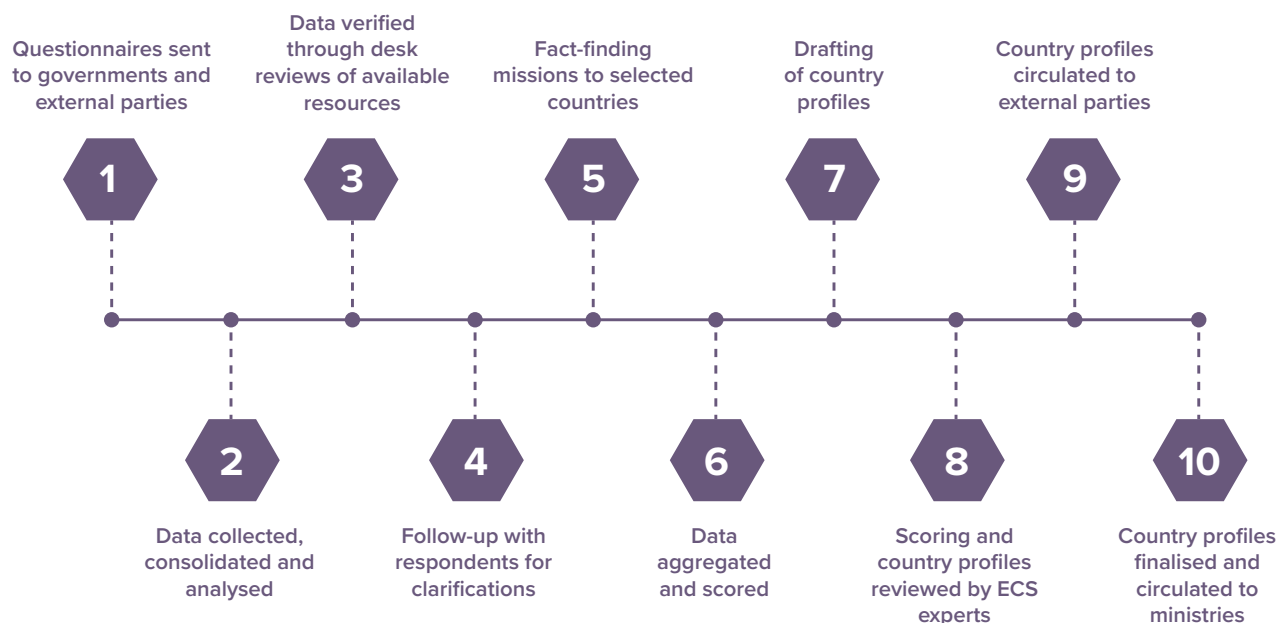 Questionnaires sent
to governments and
external parties
1
2
Data collected,
consolidated and
analysed
Data verified
through desk
reviews of available
resources
3
4
Follow-up with
respondents for
clarifications
Fact-finding
missions to selected
countries
5
6
Data
aggregated
and scored
Drafting
of country
profiles
7
8
Scoring and
country profiles
reviewed by ECS
experts
Country profiles
circulated to
external parties
9
10
Country profiles
finalised and
circulated to
ministries